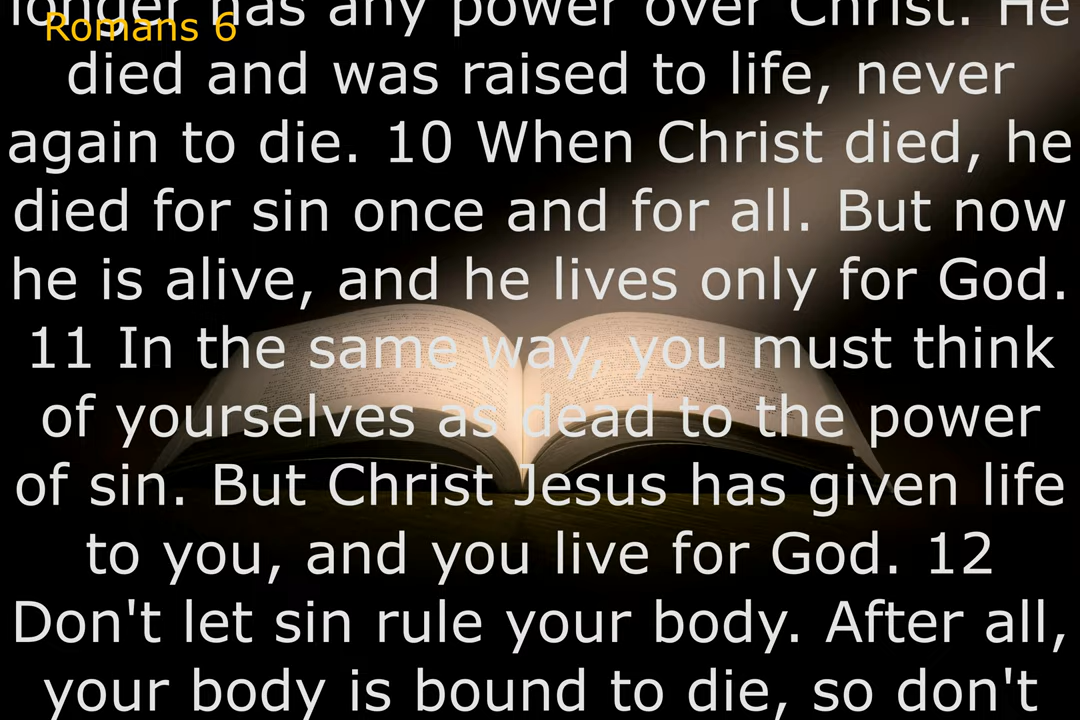 longer has any power over Christ. He
Romans 6
died and was raised to life, never
again to die. 10 When Christ died, he
died for sin once and for all. But now
he is alive, and he lives only for God.
11 In the same way, you must think
of yourselves as dead to the power
of sin. But Christ Jesus has given life
to you, and you live for God. 12
Don't let sin rule your body. After all,
your body is bound to die, so don't